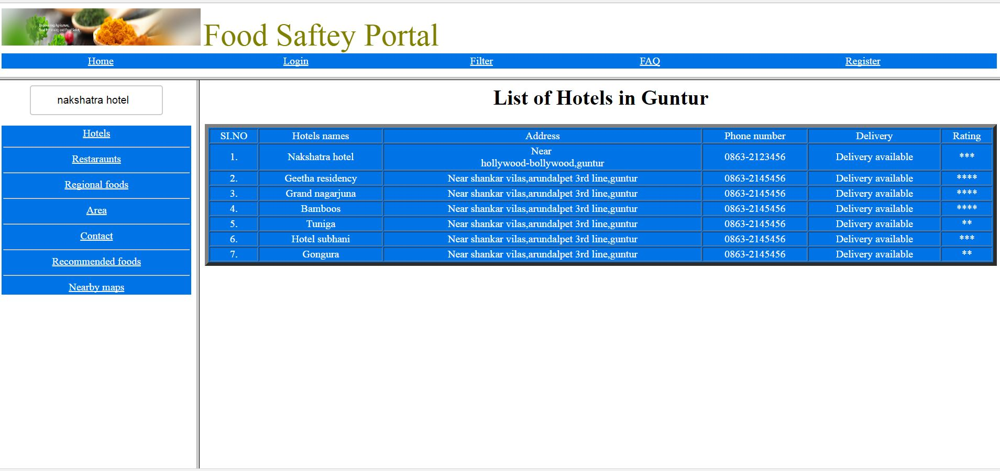 Empowering Agriculture,
Food Processing and Food Safety
Food Saftey Portal
Home Login Filter FAQ Register
nakshatra hotel
Hotels
Restaraunts
Regional foods
Area
Contact
Recommended foods
Nearby maps
List of Hotels in Guntur
SI.NO Hotels names Address Phone number Delivery Rating
1. Nakshatra hotel Near
hollywood-bollywood,guntur 0863-2123456 Delivery available ***
2. Geetha residency Near shankar vilas,arundalpet 3rd line,guntur 0863-2145456 Delivery available ****
3. Grand nagarjuna Near shankar vilas,arundalpet 3rd line,guntur 0863-2145456 Delivery available ****
4. Bamboos Near shankar vilas,arundalpet 3rd line,guntur 0863-2145456 Delivery available ****
5. Tuniga Near shankar vilas,arundalpet 3rd line,guntur 0863-2145456 Delivery available **
6. Hotel subhani Near shankar vilas,arundalpet 3rd line,guntur 0863-2145456 Delivery available ***
7. Gongura Near shankar vilas,arundalpet 3rd line,guntur 0863-2145456 Delivery available **